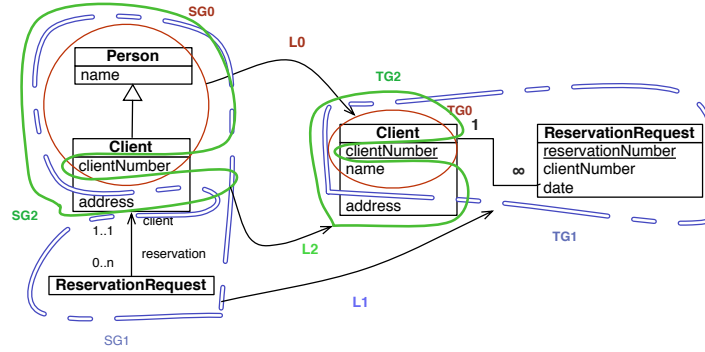 SG0
L0
Person
name
TG2
TG0
Client
clientNumber
address
SG2
Client
clientNumber
name
address
1
∞
ReservationRequest
reservationNumber
clientNumber
date
1..1
client
0..n
reservation
L2
TG1
ReservationRequest
L1
SG1